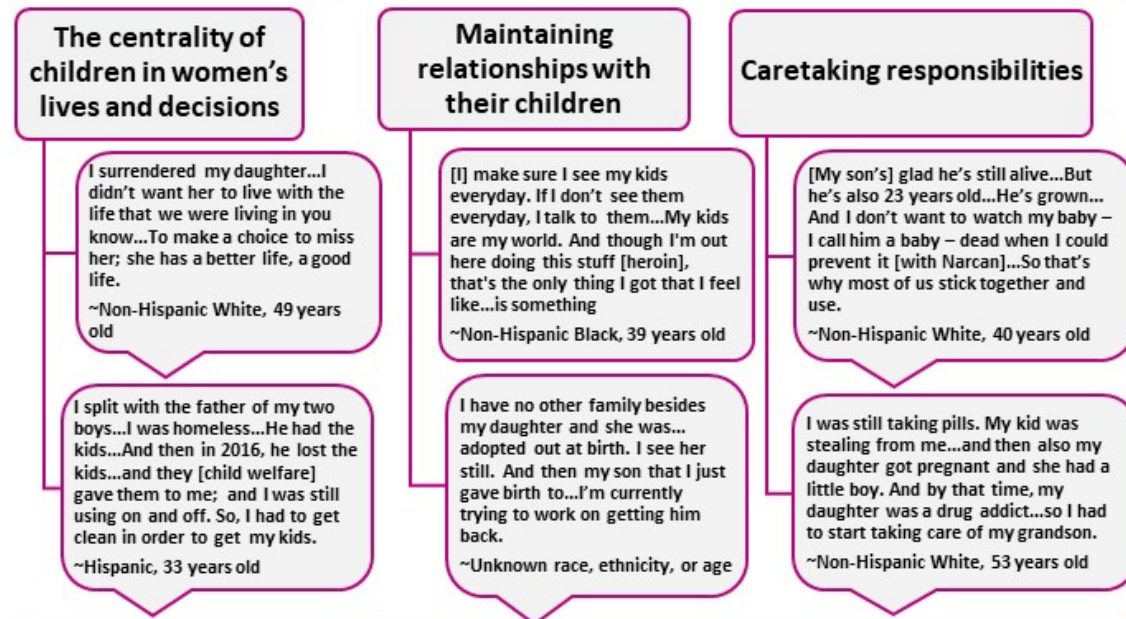 The centrality of
children in women's
lives and decisions
I surrendered my daughter...I
didn't want her to live with the
life that we were living in you
know...To make a choice to miss
her; she has a better life, a good
life.
~Non-Hispanic White, 49 years
old
I split with the father of my two
boys...I was homeless...He had the
kids...And then in 2016, he lost the
kids...and they [child welfare]
gave them to me; and I was still
using on and off. So, I had to get
clean in order to get my kids.
~Hispanic, 33 years old
Maintaining
relationships with
their children
[I] make sure I see my kids
everyday. If I don't see them
everyday, I talk to them...My kids
are my world. And though I'm out
here doing this stuff [heroin],
that's the only thing I got that I feel
like...is something
~Non-Hispanic Black, 39 years old
I have no other family besides
my daughter and she was...
adopted out at birth. I see her
still. And then my son that I just
gave birth to...I'm currently
trying to work on getting him
back.
~Unknown race, ethnicity, or age
Caretaking responsibilities
[My son's] glad he's still alive...But
he's also 23 years old...He's grown...
And I don't want to watch my baby –
I call him a baby – dead when I could
prevent it [with Narcan]...So that's
why most of us stick together and
use.
~Non-Hispanic White, 40 years old
I was still taking pills. My kid was
stealing from me...and then also my
daughter got pregnant and she had a
little boy. And by that time, my
daughter was a drug addict...so I had
to start taking care of my grandson.
~Non-Hispanic White, 53 years old